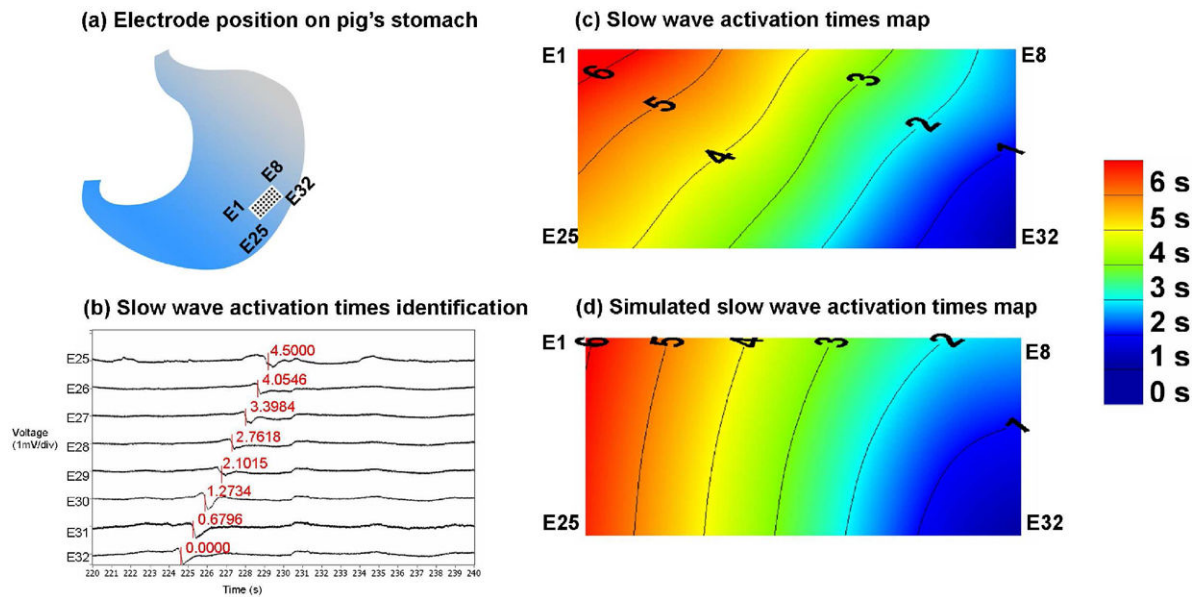 (a) Electrode position on pig's stomach
E1
E8
E25
E32
(b) Slow wave activation times identification
E25
E26
E27
E28
E29
E30
E31
E32
Voltage
(1mV/div)
4.5000
4.0546
3.3984
2.7618
2.1015
1.2734
0.6796
0.0000
220 221 222 223 224 225 226 227 228 229 230 231 232 233 234 235 236 237 238 239 240
Time (s)
(c) Slow wave activation times map
E1
E8
E25
E32
6
5
4
3
2
1
(d) Simulated slow wave activation times map
E1
E8
E25
E32
6
5
4
3
2
1
6 s
5 s
4 s
3 s
2 s
1 s
0 s